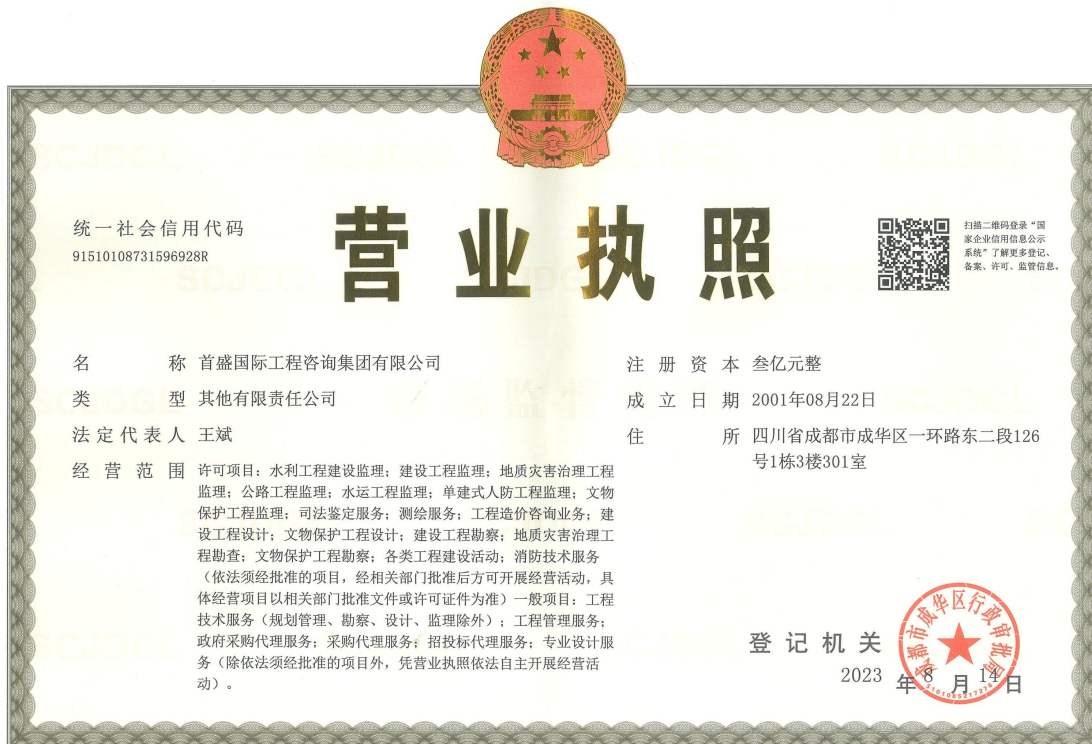 营业执照
统一社会信用代码
91510108731596928R
扫描二维码登录“国
家企业信用信息公示
系统”了解更多登记、
备案、许可、监管信息。
名称 首盛国际工程咨询集团有限公司
类型 其他有限责任公司
法定代表人 王斌
经营范围 许可项目：水利工程建设监理；建设工程监理；地质灾害治理工程
监理；公路工程监理；水运工程监理；单建式人防工程监理；文物
保护工程监理；司法鉴定服务；测绘服务；工程造价咨询业务；建
设工程设计；文物保护工程设计；建设工程勘察；地质灾害治理工
程勘查；文物保护工程勘察；各类工程建设活动；消防技术服务
（依法须经批准的项目，经相关部门批准后方可开展经营活动，具
体经营项目以相关部门批准文件或许可证件为准）一般项目：工程
技术服务（规划管理、勘察、设计、监理除外）；工程管理服务；
政府采购代理服务；采购代理服务；招投标代理服务；专业设计服
务（除依法须经批准的项目外，凭营业执照依法自主开展经营活
动）。
注册资本 叁亿元整
成立日期 2001年08月22日
住所 四川省成都市成华区一环路东二段126
号1栋3楼301室
登记机关
成都市成华区行政审批局
5101085217279
2023年8月14日
SCJDGL